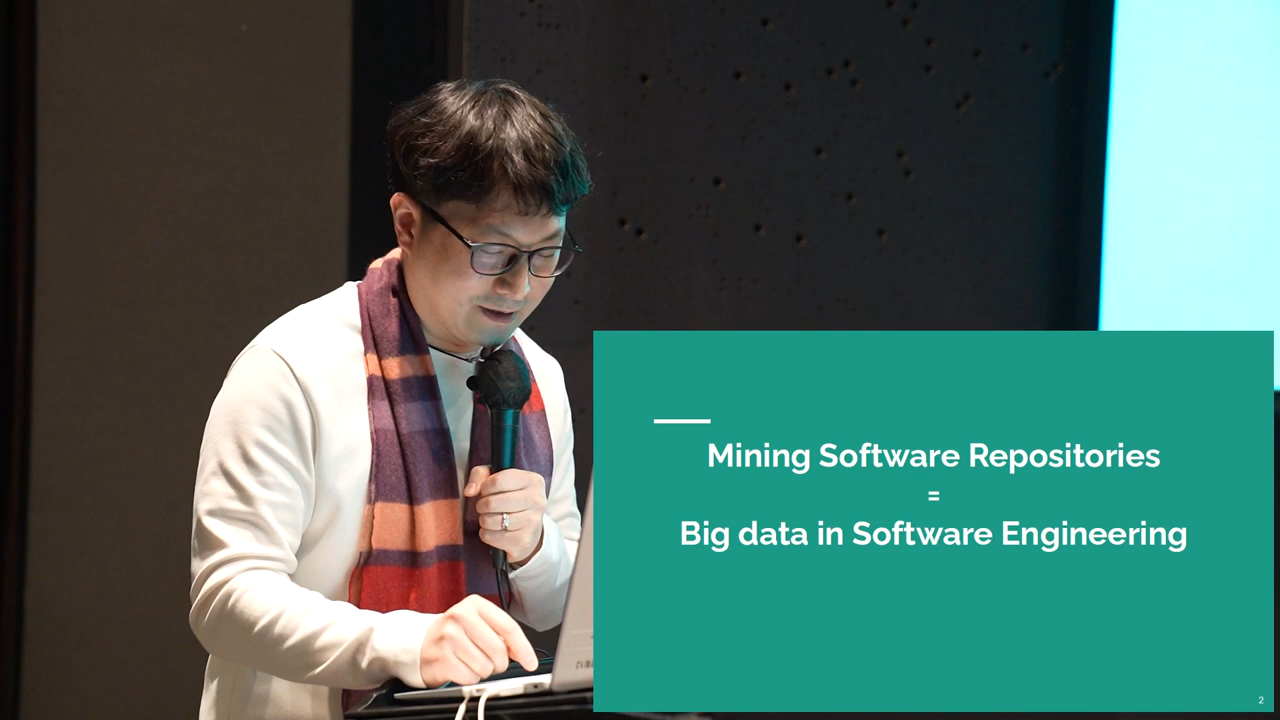 Mining Software Repositories
=
Big data in Software Engineering
2